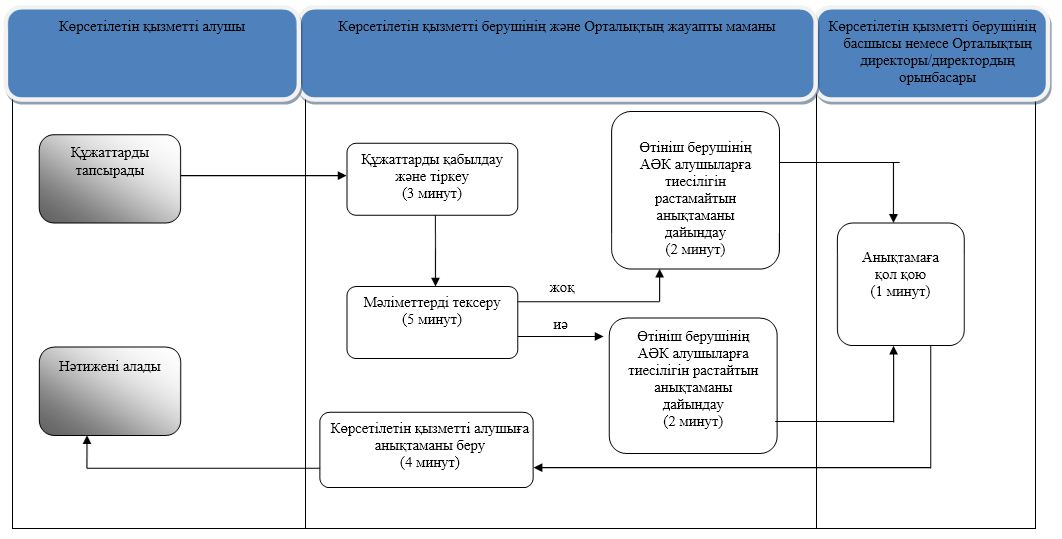 Көрсетілетін қызметті алушы
Көрсетілетін қызметті берушінің және Орталықтың жауапты маманы
Көрсетілетін қызметті берушінің
басшысы немесе Орталықтың
директоры/директордың
орынбасары
Құжаттарды
тапсырады
Құжаттарды қабылдау
және тіркеу
(3 минут)
Өтініш берушінің
АӘК алушыларға
тиесілігін
растамайтын
анықтаманы
дайындау
(2 минут)
Анықтамаға
қол қою
(1 минут)
Мәліметтерді тексеру
(5 минут)
жоқ
иә
Өтініш берушінің
АӘК алушыларға
тиесілігін растайтын
анықтаманы
дайындау
(2 минут)
Нәтижені алады
Көрсетілетін қызметті алушыға
анықтаманы беру
(4 минут)